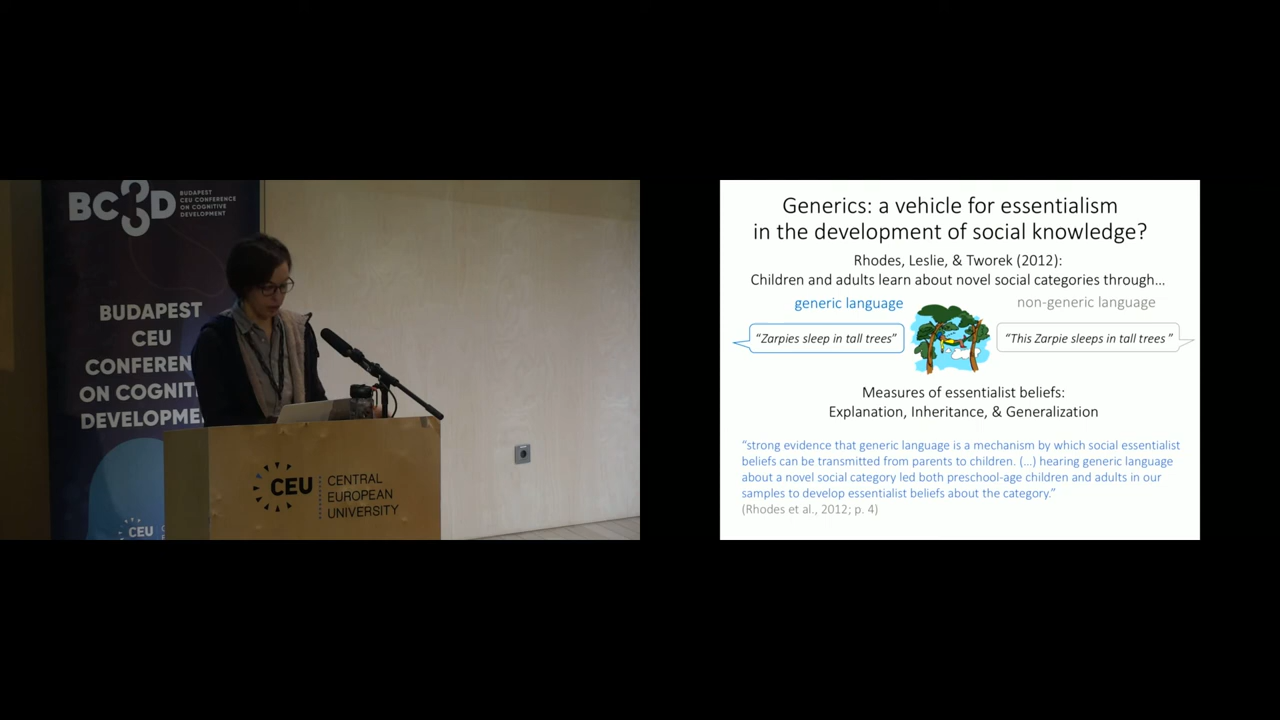 BC3D
BUDAPEST
CEU CONFERENCE
ON COGNITIVE
DEVELOPMENT
BUDAPEST
CEU
CONFEREN
ON COGNITI
DEVELOPME
CEU
CEU
CENTRAL
EUROPEAN
UNIVERSITY
Generics: a vehicle for essentialism
in the development of social knowledge?
Rhodes, Leslie, & Tworek (2012):
Children and adults learn about novel social categories through…
generic language
non-generic language
“Zarpies sleep in tall trees”
“This Zarpie sleeps in tall trees ”
Measures of essentialist beliefs:
Explanation, Inheritance, & Generalization
“strong evidence that generic language is a mechanism by which social essentialist
beliefs can be transmitted from parents to children. (…) hearing generic language
about a novel social category led both preschool-age children and adults in our
samples to develop essentialist beliefs about the category.”
(Rhodes et al., 2012; p. 4)